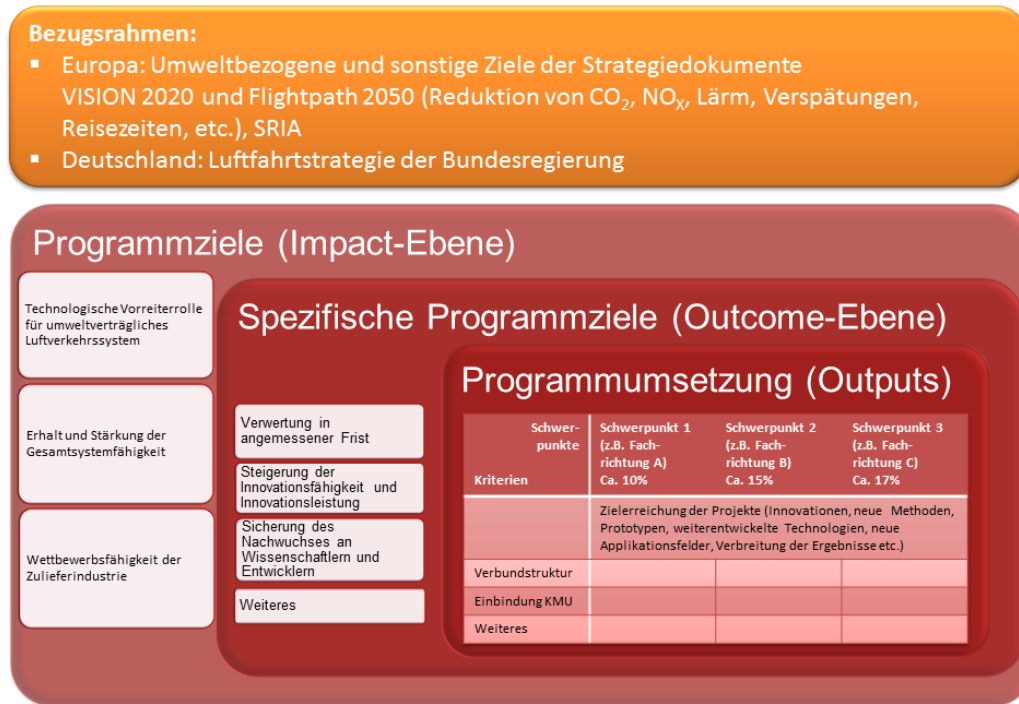 Bezugsrahmen:
▪ Europa: Umweltbezogene und sonstige Ziele der Strategiedokumente
VISION 2020 und Flightpath 2050 (Reduktion von CO₂, NOₓ, Lärm, Verspätungen,
Reisezeiten, etc.), SRIA
▪ Deutschland: Luftfahrtstrategie der Bundesregierung
Programmziele (Impact-Ebene)
Technologische Vorreiterrolle
für umweltverträgliches
Luftverkehrssystem
Erhalt und Stärkung der
Gesamtsystemfähigkeit
Wettbewerbsfähigkeit der
Zulieferindustrie
Spezifische Programmziele (Outcome-Ebene)
Verwertung in
angemessener Frist
Steigerung der
Innovationsfähigkeit und
Innovationsleistung
Sicherung des
Nachwuchses an
Wissenschaftlern und
Entwicklern
Weiteres
Programmumsetzung (Outputs)
Schwer-
punkte
Kriterien
Schwerpunkt 1
(z.B. Fach-
richtung A)
Ca. 10%
Schwerpunkt 2
(z.B. Fach-
richtung B)
Ca. 15%
Schwerpunkt 3
(z.B. Fach-
richtung C)
Ca. 17%
Zielerreichung der Projekte (Innovationen, neue Methoden,
Prototypen, weiterentwickelte Technologien, neue
Applikationsfelder, Verbreitung der Ergebnisse etc.)
Verbundstruktur
Einbindung KMU
Weiteres